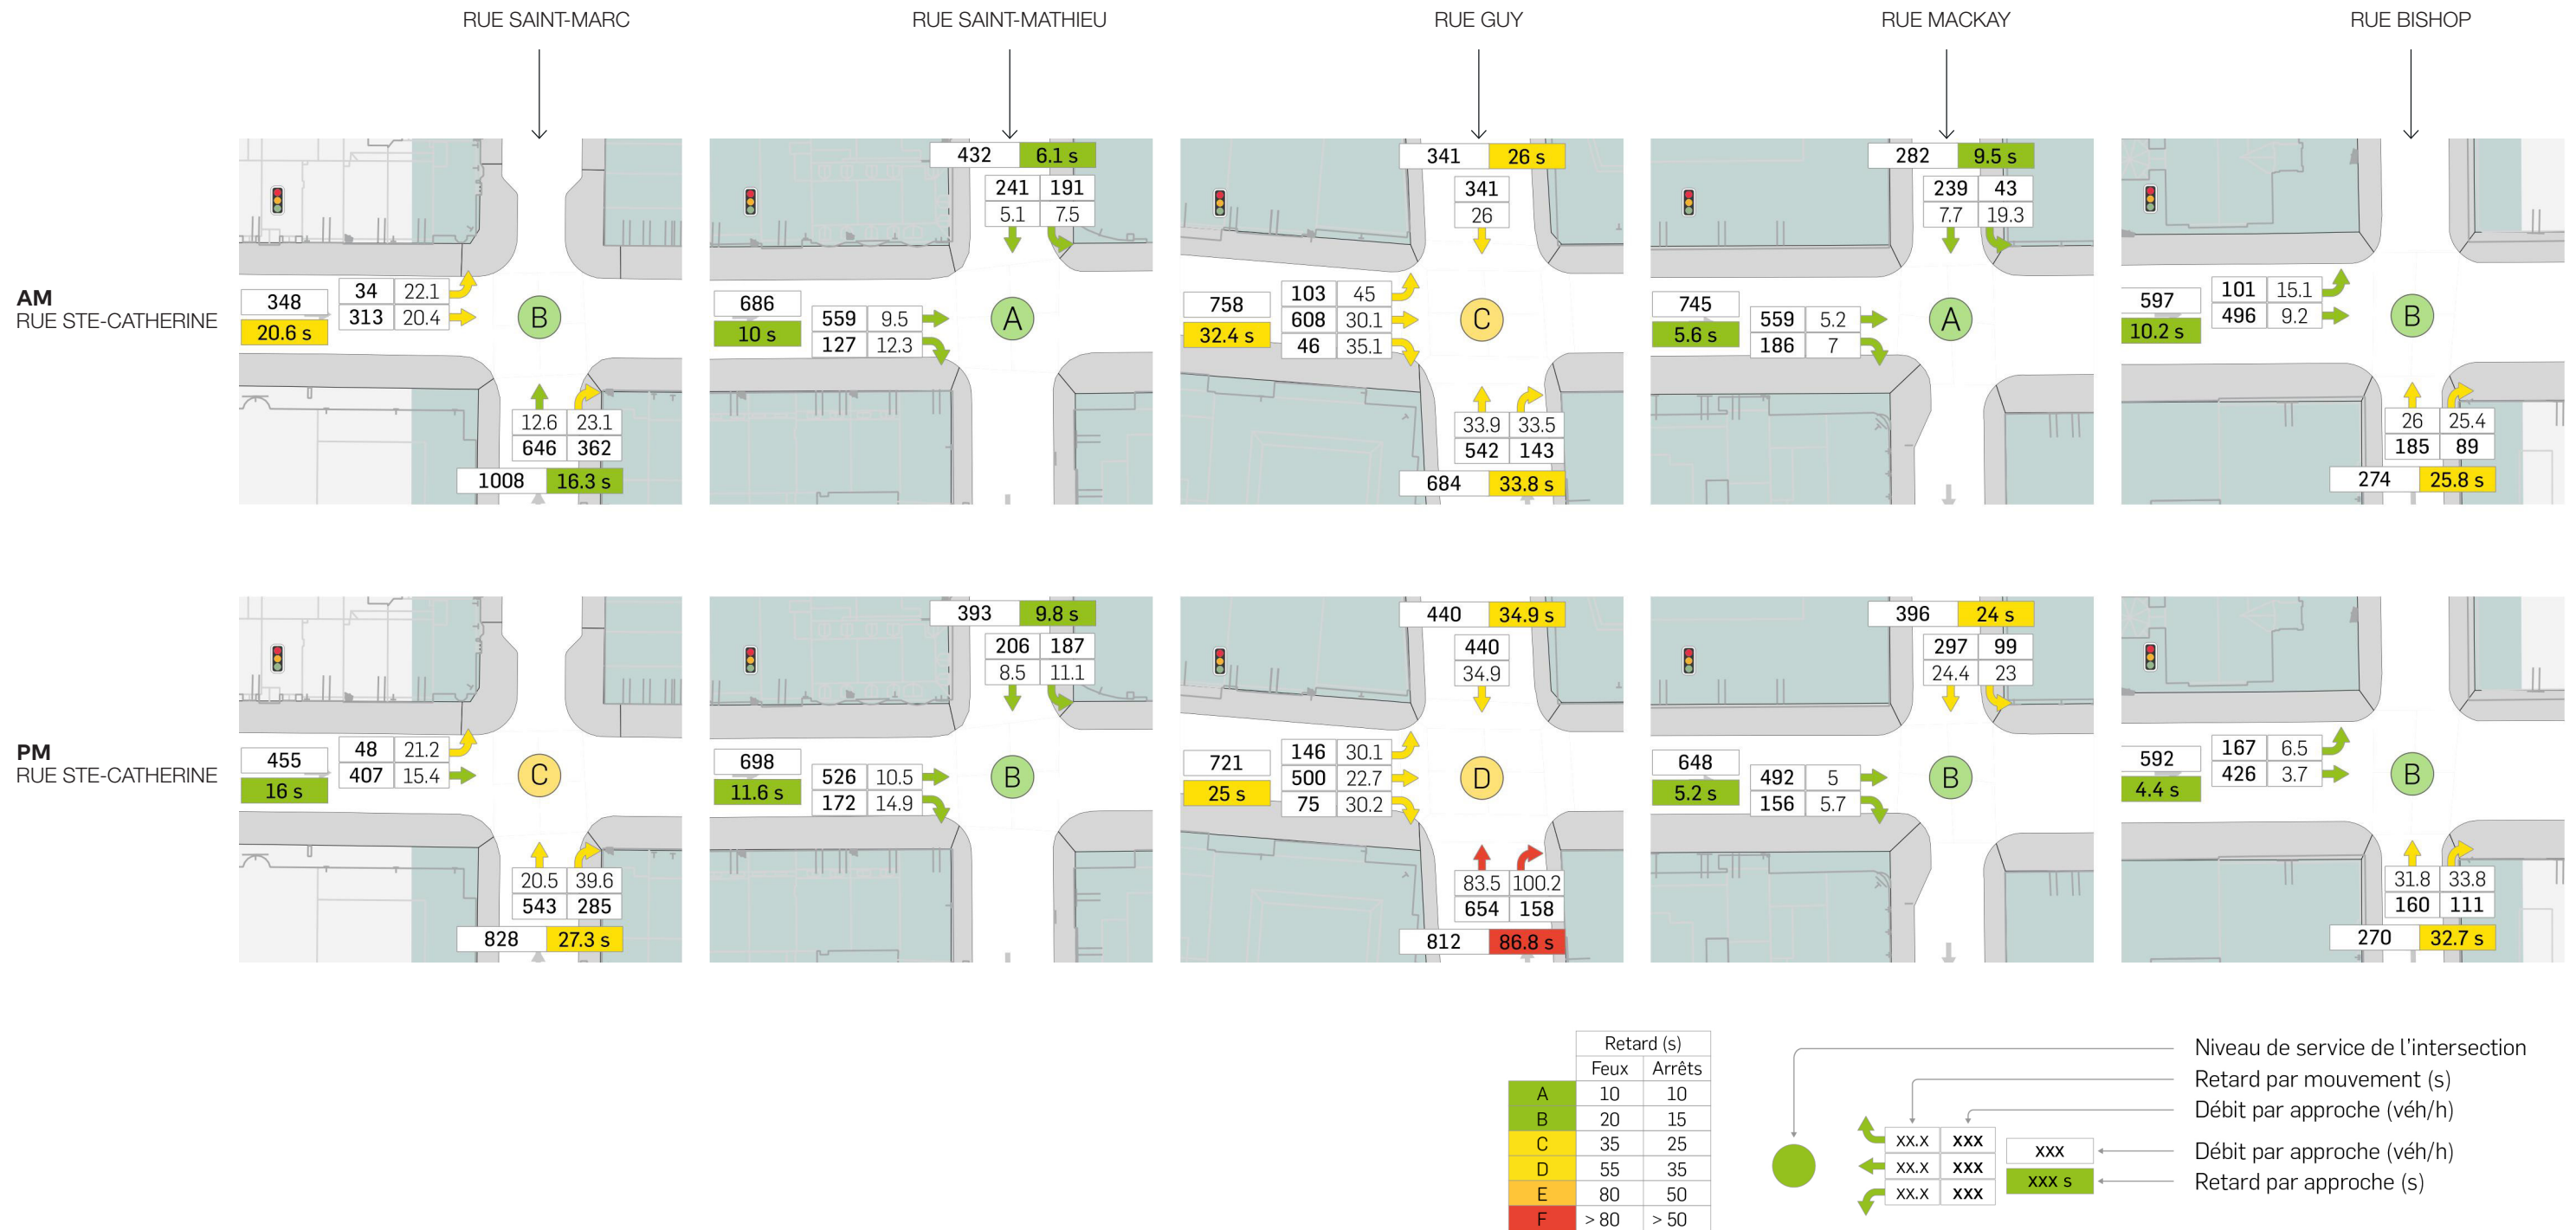 RUE SAINT-MARC
RUE SAINT-MATHIEU
RUE GUY
RUE MACKAY
RUE BISHOP
AM
RUE STE-CATHERINE
348
20.6 s
34 22.1
313 20.4
B
12.6 23.1
646 362
1008 16.3 s
432 6.1 s
241 191
5.1 7.5
686
10 s
559 9.5
127 12.3
A
341 26 s
341
26
758
32.4 s
103 45
608 30.1
46 35.1
C
33.9 33.5
542 143
684 33.8 s
282 9.5 s
239 43
7.7 19.3
745
5.6 s
559 5.2
186 7
A
597
10.2 s
101 15.1
496 9.2
B
26 25.4
185 89
274 25.8 s
PM
RUE STE-CATHERINE
455
16 s
48 21.2
407 15.4
C
20.5 39.6
543 285
828 27.3 s
393 9.8 s
206 187
8.5 11.1
698
11.6 s
526 10.5
172 14.9
B
440 34.9 s
440
34.9
721
25 s
146 30.1
500 22.7
75 30.2
D
83.5 100.2
654 158
812 86.8 s
396 24 s
297 99
24.4 23
648
5.2 s
492 5
156 5.7
B
592
4.4 s
167 6.5
426 3.7
B
31.8 33.8
160 111
270 32.7 s
Retard (s)
Feux Arrêts
A 10 10
B 20 15
C 35 25
D 55 35
E 80 50
F > 80 > 50
Niveau de service de l'intersection
Retard par mouvement (s)
Débit par approche (véh/h)
Débit par approche (véh/h)
Retard par approche (s)
xx.x xxx
xx.x xxx
xx.x xxx
xxx
xxx s